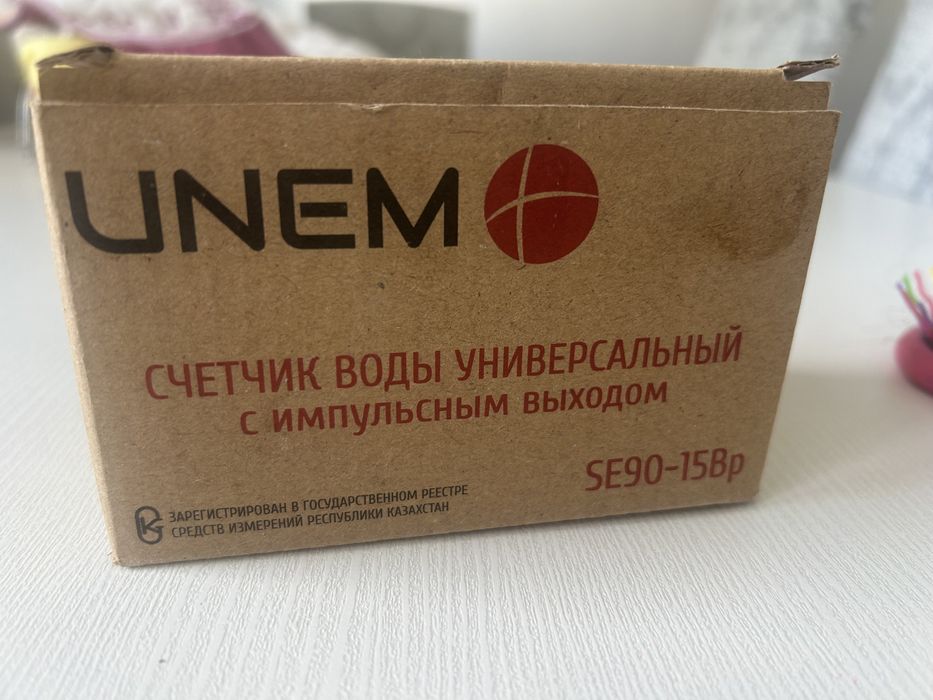 UNEM
СЧЕТЧИК ВОДЫ УНИВЕРСАЛЬНЫЙ
С ИМПУЛЬСНЫМ ВЫХОДОМ
SE90-15Вр
ЗАРЕГИСТРИРОВАН В ГОСУДАРСТВЕННОМ РЕЕСТРЕ
СРЕДСТВ ИЗМЕРЕНИЙ РЕСПУБЛИКИ КАЗАХСТАН